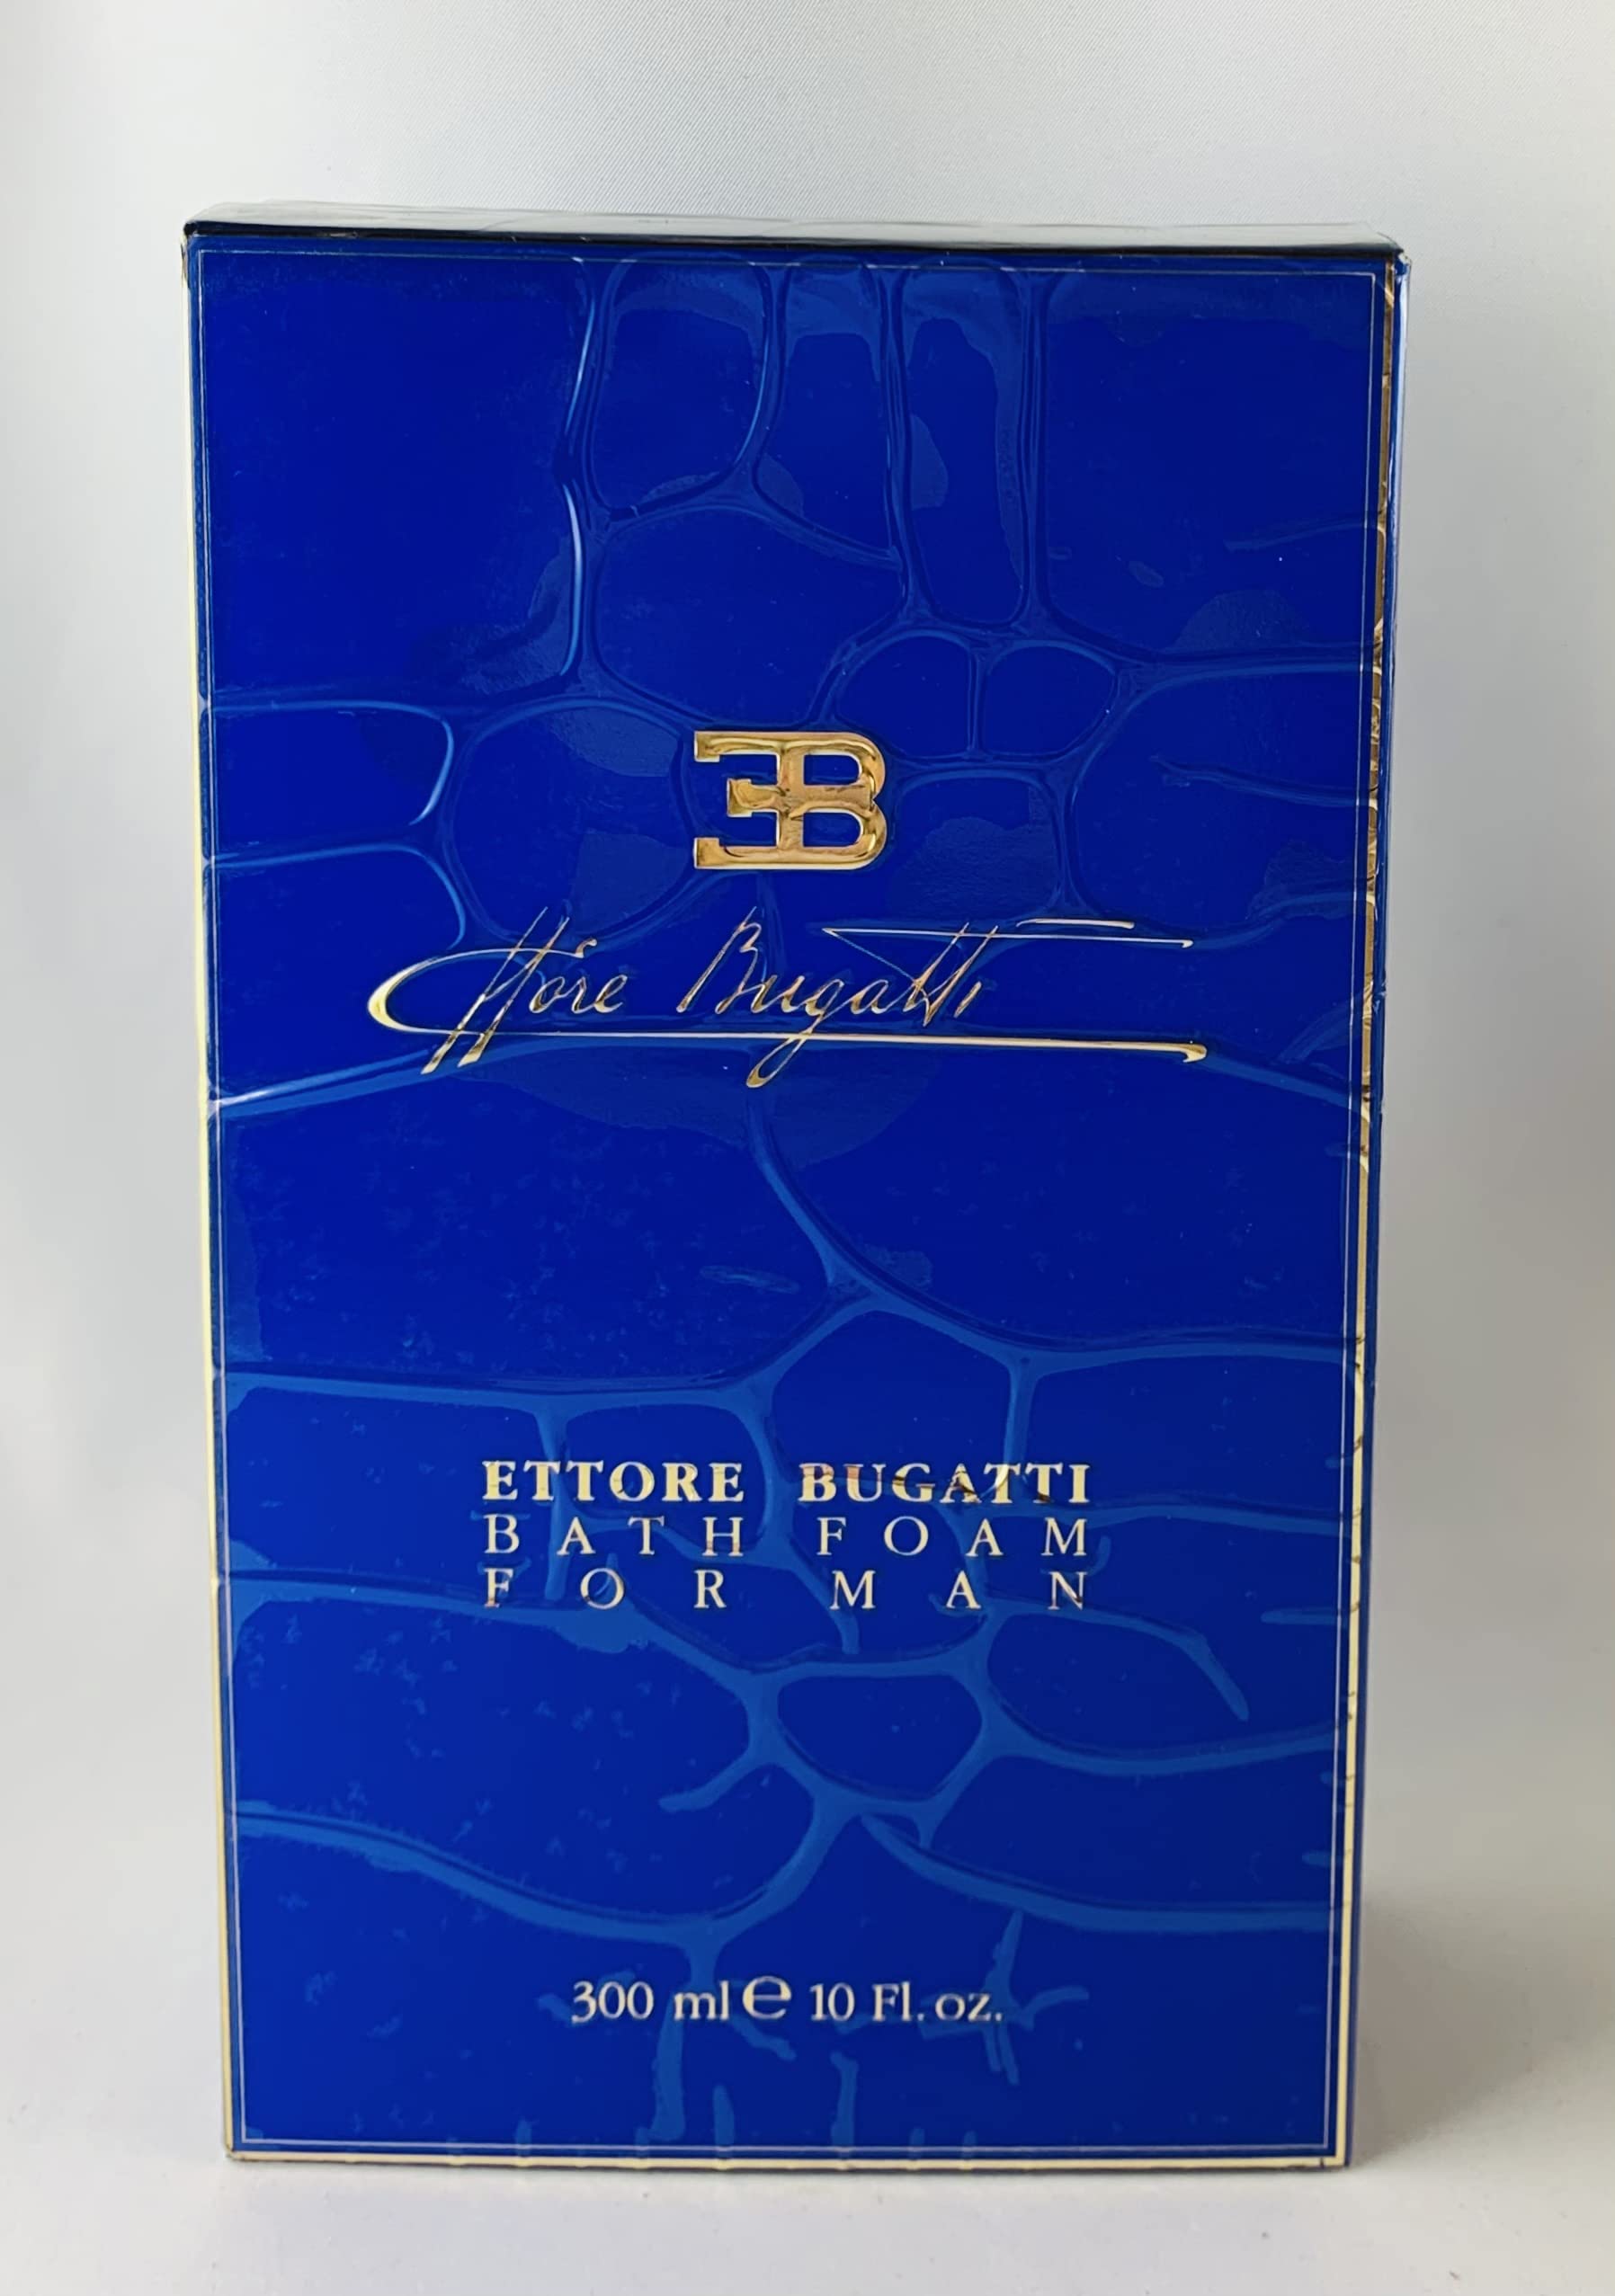 EB
Ettore Bugatti
ETTORE BUGATTI
BATH FOAM
FOR MAN
300 ml ℮ 10 Fl. oz.